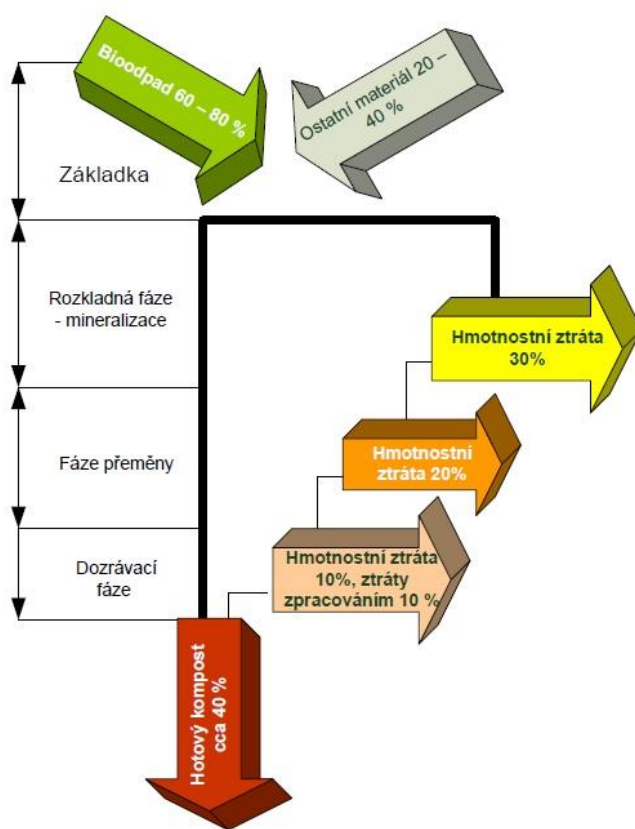 Bioodpad 60 – 80 %
Ostatní materiál 20 –
40 %
Základka
Rozkladná fáze
- mineralizace
Hmotnostní ztráta
30%
Fáze přeměny
Hmotnostní
ztráta 20%
Dozrávací
fáze
Hmotnostní ztráta
10%, ztráty
zpracováním 10 %
Hotový kompost
cca 40 %